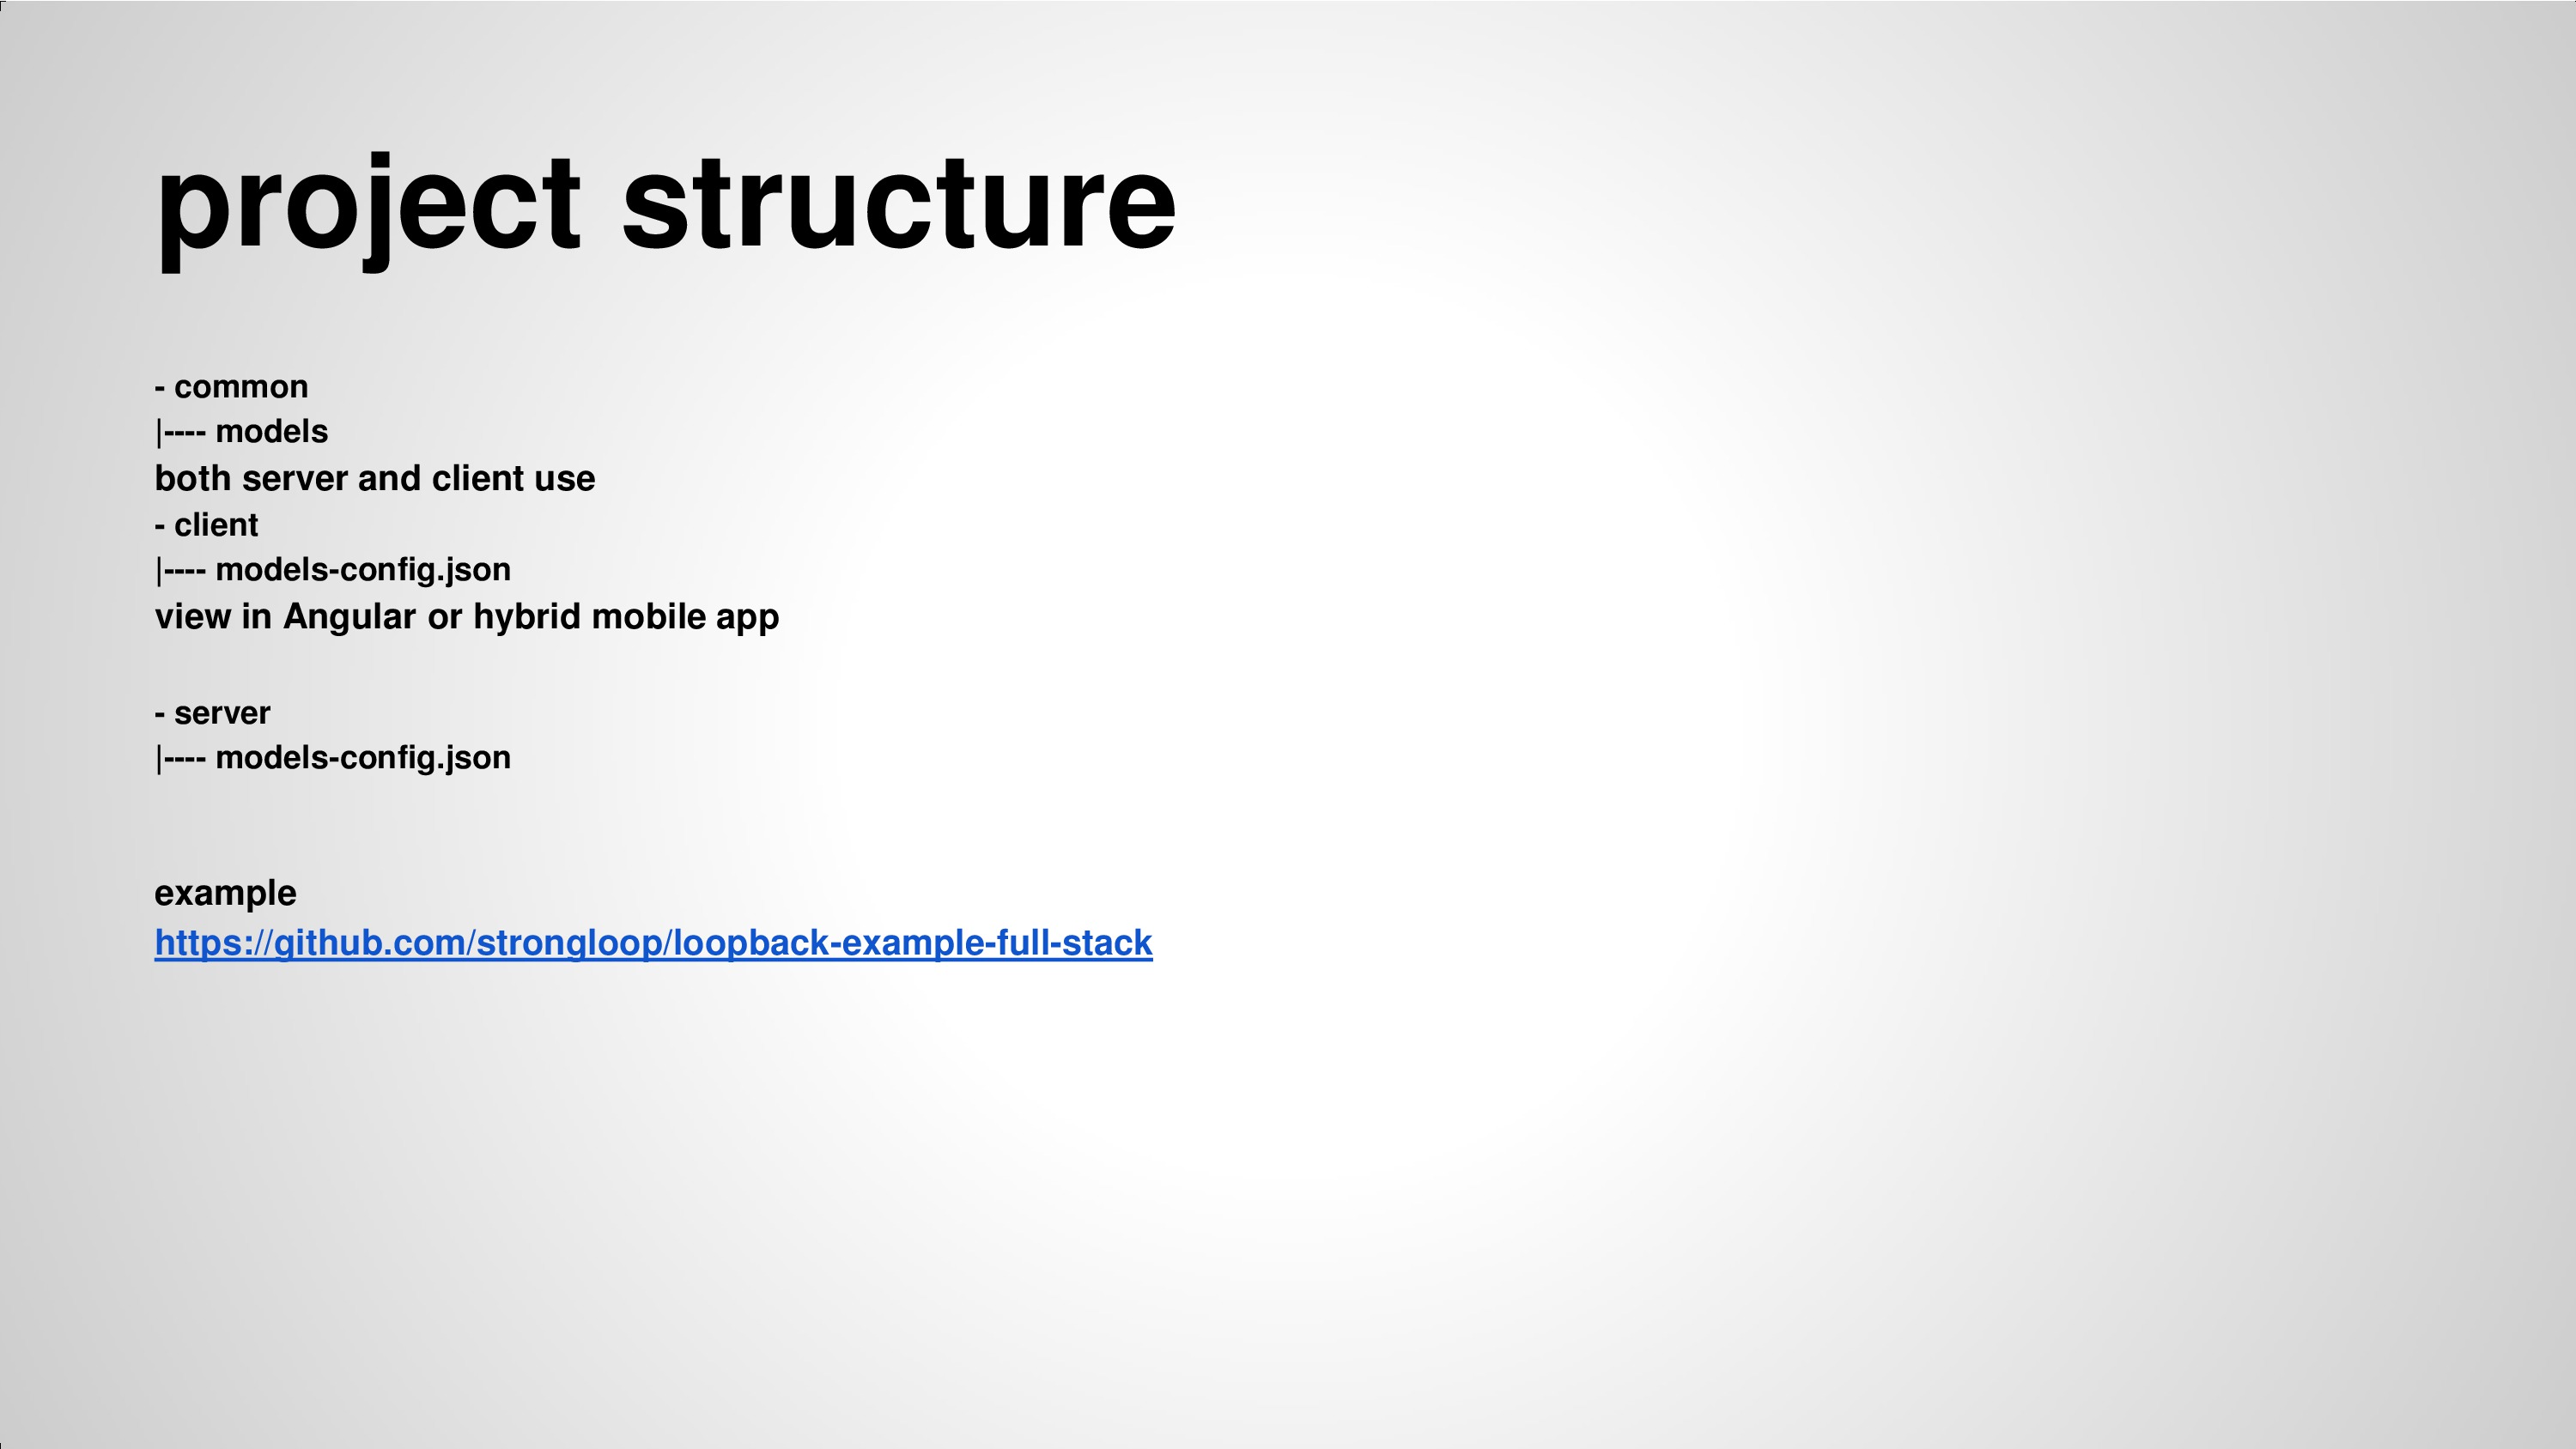 project structure
- common
|---- models
both server and client use
- client
|---- models-config.json
view in Angular or hybrid mobile app
- server
|---- models-config.json
example
https://github.com/strongloop/loopback-example-full-stack